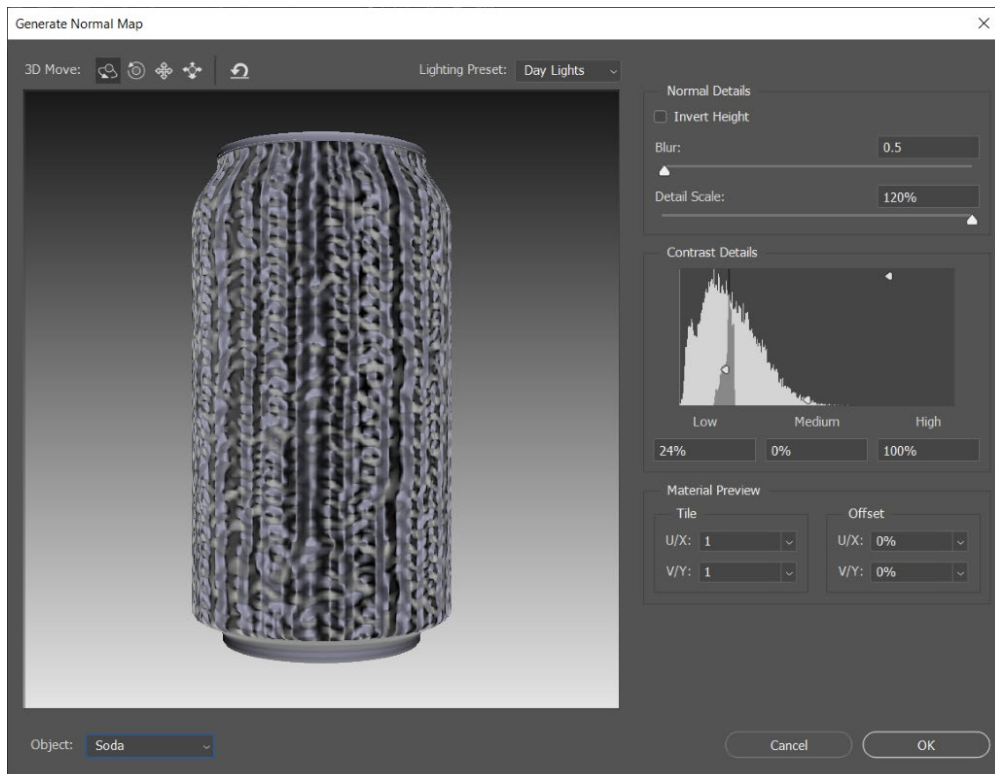 Generate Normal Map
3D Move:
Lighting Preset: Day Lights
Normal Details
Invert Height
Blur: 0.5
Detail Scale: 120%
Contrast Details
Low Medium High
24% 0% 100%
Material Preview
Tile Offset
U/X: 1 U/X: 0%
V/Y: 1 V/Y: 0%
Object: Soda
Cancel OK